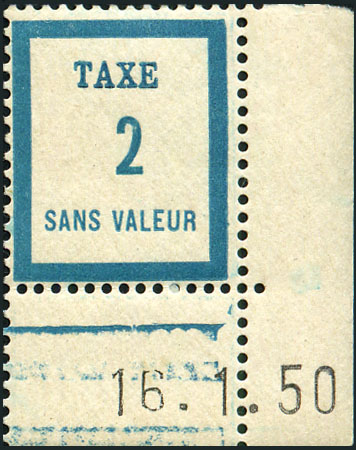 TAXE
2
SANS VALEUR
16.1.50